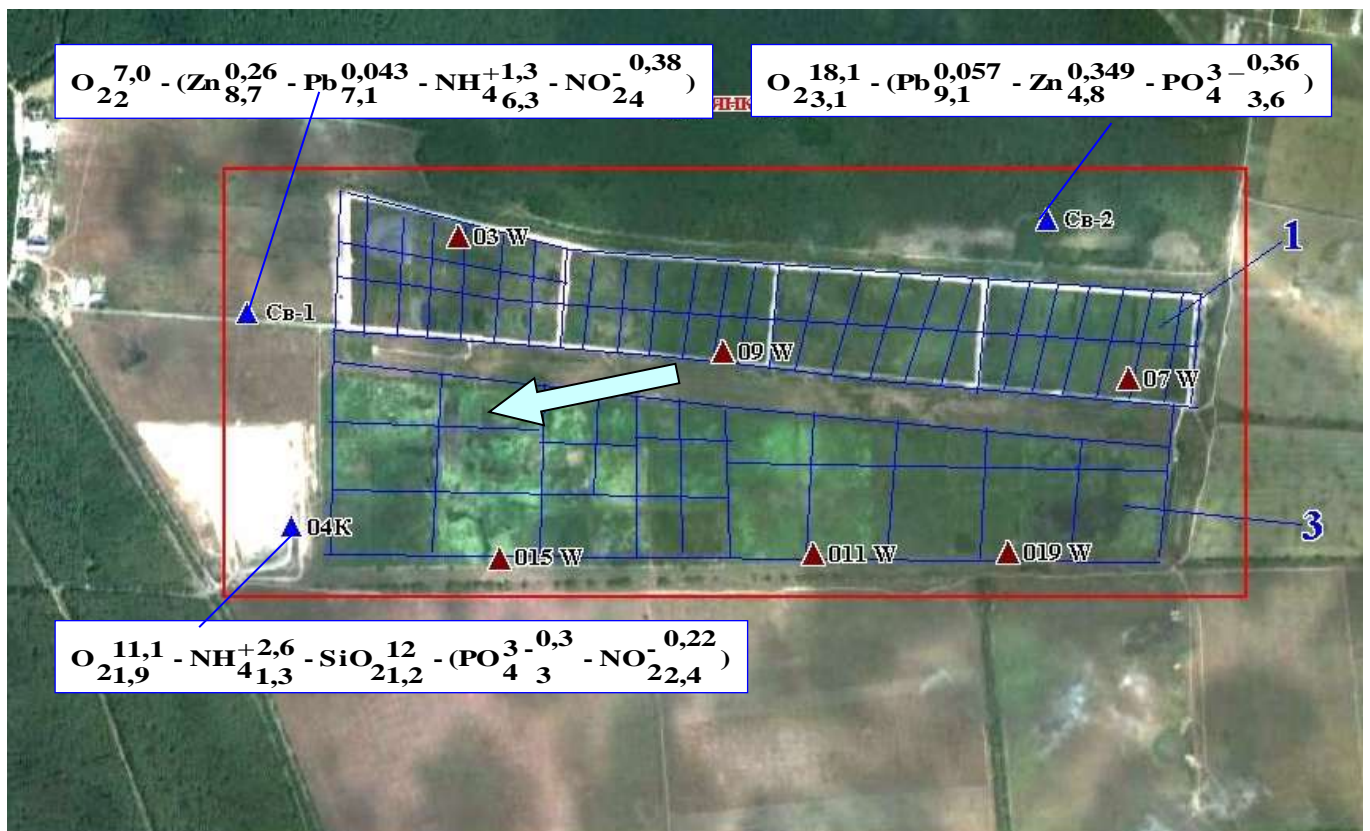 O₂ 7,0 2 - (Zn 0,26 8,7 - Pb 0,043 7,1 - NH₄⁺ 1,3 6,3 - NO₂⁻ 0,38 4)
O₂ 18,1 3,1 - (Pb 0,057 9,1 - Zn 0,349 4,8 - PO₄³⁻ 0,36 3,6)
ЯНК
Св-2
1
03 W
Св-1
09 W
07 W
04К
3
015 W
011 W
019 W
O₂ 11,1 1,9 - NH₄⁺ 2,6 1,3 - SiO₂ 12 1,2 - (PO₄³⁻ 0,3 3 - NO₂⁻ 0,22 2,4)